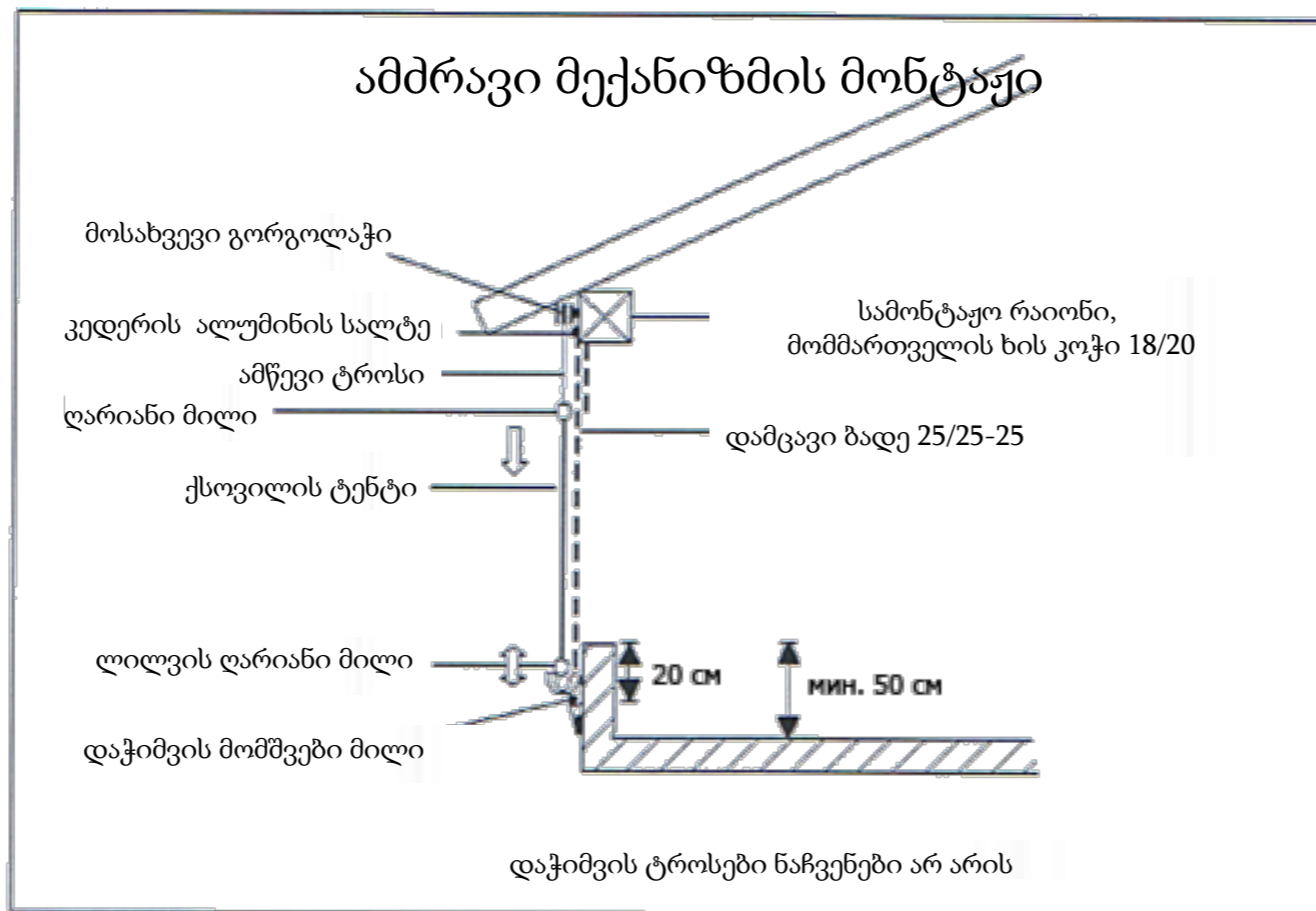 ამძრავი მექანიზმის მონტაჟი
მოსახვევი გორგოლაჭი
კედერის ალუმინის სალტე
ამწევი ტროსი
ღარიანი მილი
ქსოვილის ტენტი
ლილვის ღარიანი მილი
დაჭიმვის მომშვები მილი
სამონტაჟო რაიონი,
მომმართველის ხის კოჭი 18/20
დამცავი ბადე 25/25-25
20 см
мин. 50 см
დაჭიმვის ტროსები ნაჩვენები არ არის